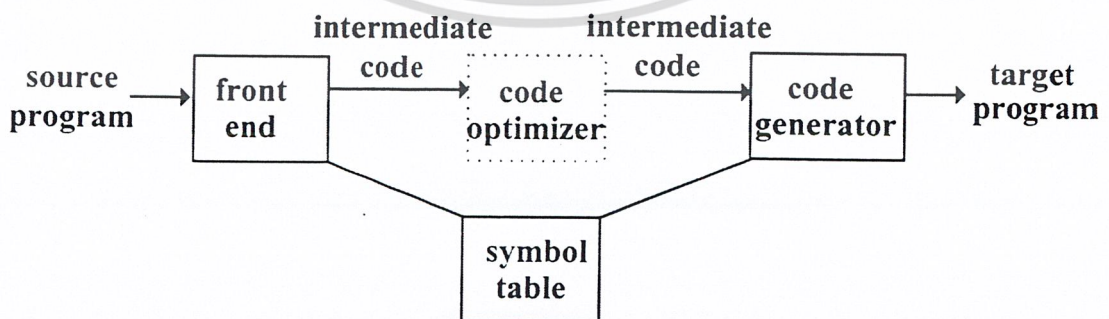 source
program
front
end
intermediate
code
code
optimizer
intermediate
code
code
generator
target
program
symbol
table